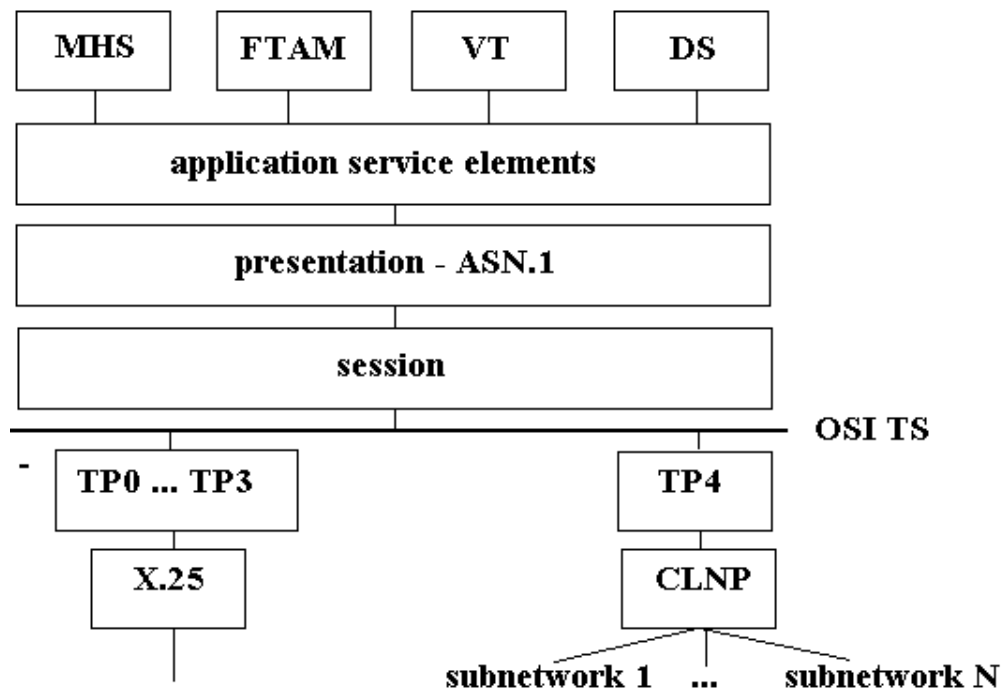 MHS FTAM VT DS
application service elements
presentation - ASN.1
session
OSI TS
- TP0 ... TP3 TP4
X.25 CLNP
subnetwork 1 ... subnetwork N